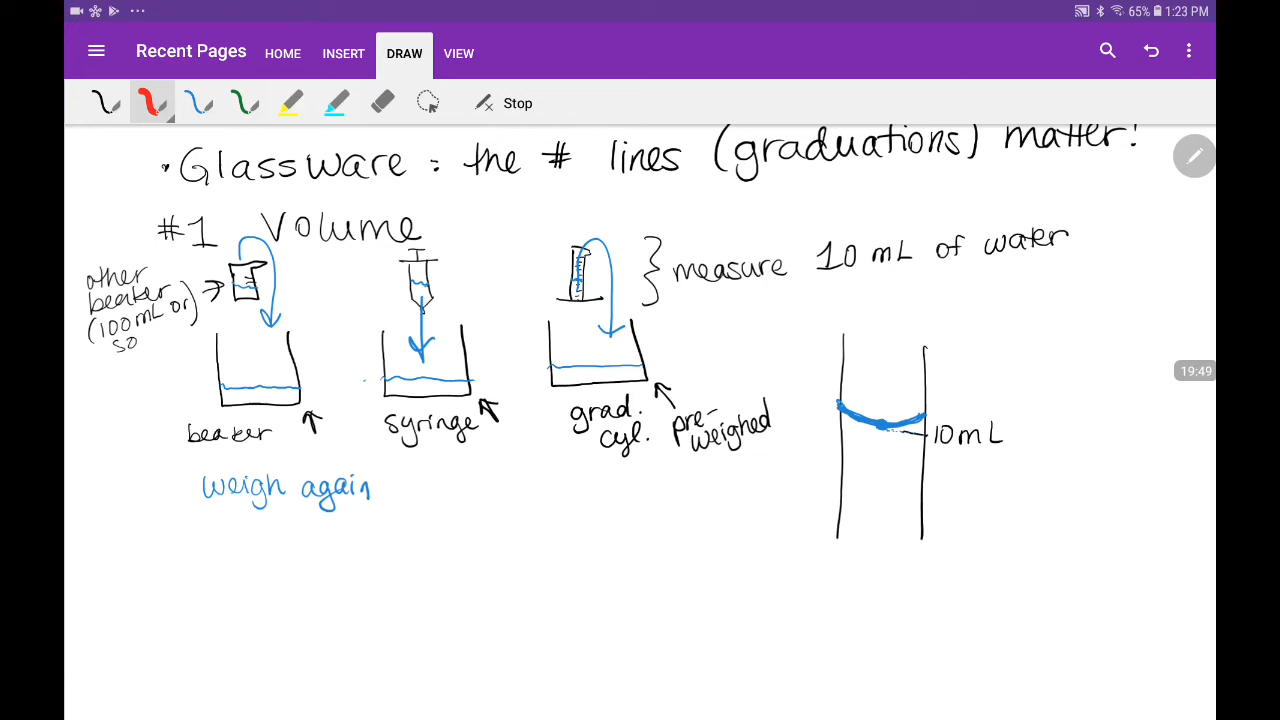 65% 1:23 PM
Recent Pages HOME INSERT DRAW VIEW
Stop
• Glassware: the # lines (graduations) matter!
#1 Volume
other
beaker
(100mL or)
so
measure 10 mL of water
19:49
beaker
syringe
grad.
cyl.
pre-
weighed
10mL
weigh again